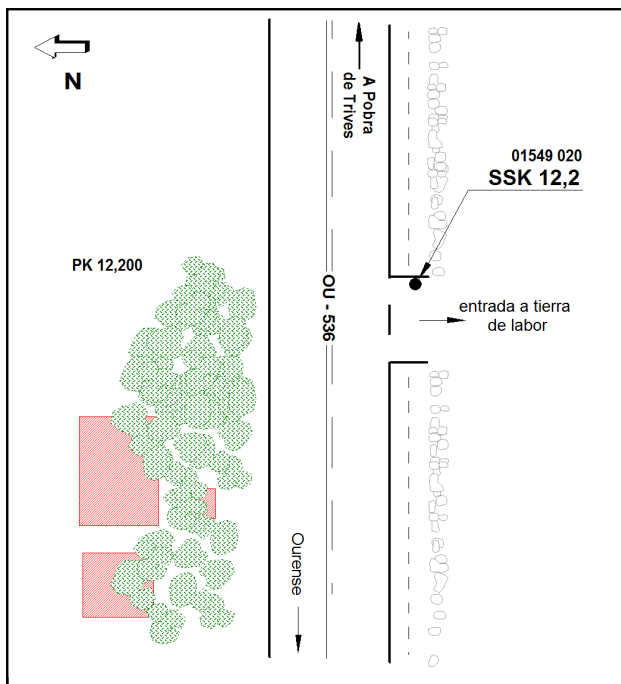 N
A Pobra
de Trives
01549 020
SSK 12,2
PK 12,200
OU - 536
entrada a tierra
de labor
Ourense